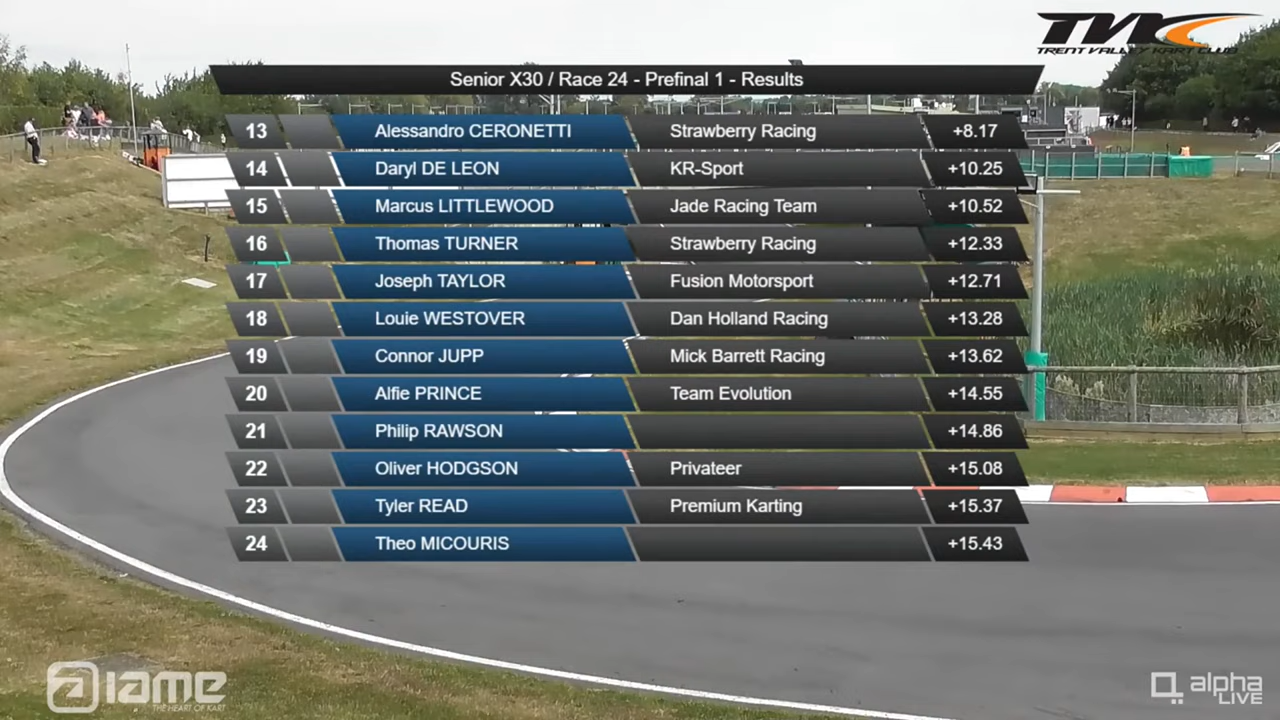 TVKC
TRENT VALLEY KART CLUB
Senior X30 / Race 24 - Prefinal 1 - Results
13 Alessandro CERONETTI Strawberry Racing +8.17
14 Daryl DE LEON KR-Sport +10.25
15 Marcus LITTLEWOOD Jade Racing Team +10.52
16 Thomas TURNER Strawberry Racing +12.33
17 Joseph TAYLOR Fusion Motorsport +12.71
18 Louie WESTOVER Dan Holland Racing +13.28
19 Connor JUPP Mick Barrett Racing +13.62
20 Alfie PRINCE Team Evolution +14.55
21 Philip RAWSON +14.86
22 Oliver HODGSON Privateer +15.08
23 Tyler READ Premium Karting +15.37
24 Theo MICOURIS +15.43
iame
THE HEART OF KART
alpha
LIVE